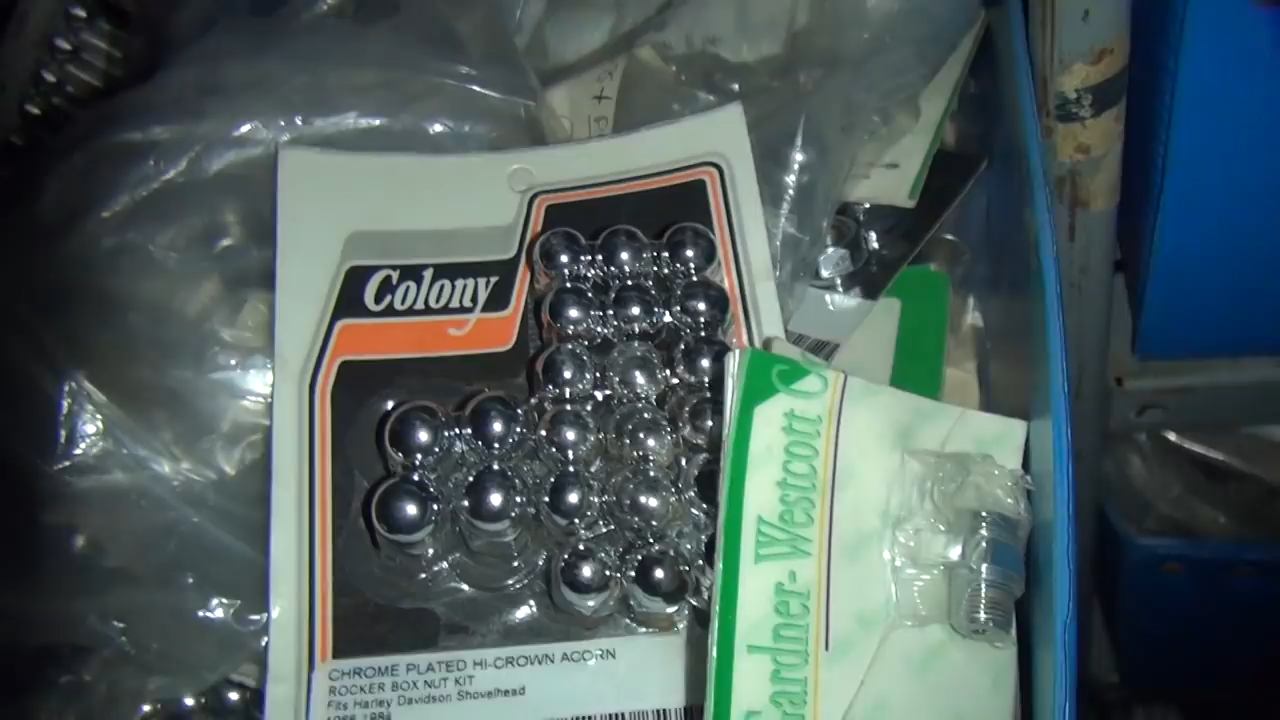 Colony
CHROME PLATED HI-CROWN ACORN
ROCKER BOX NUT KIT
Fits Harley Davidson Shovelhead
Gardner-Westcott